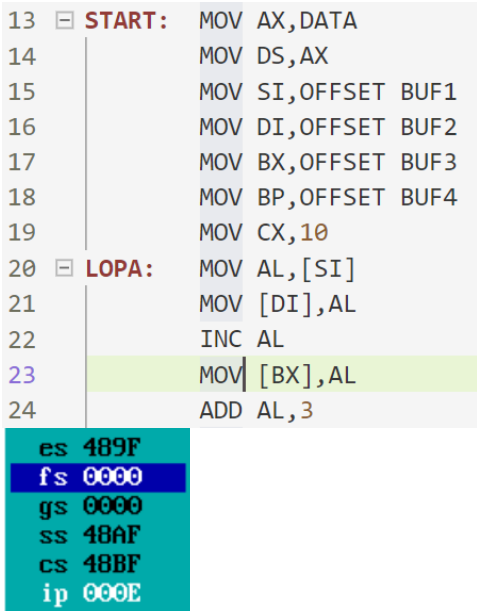 13 START: MOV AX,DATA
14 MOV DS,AX
15 MOV SI,OFFSET BUF1
16 MOV DI,OFFSET BUF2
17 MOV BX,OFFSET BUF3
18 MOV BP,OFFSET BUF4
19 MOV CX,10
20 LOPA: MOV AL,[SI]
21 MOV [DI],AL
22 INC AL
23 MOV [BX],AL
24 ADD AL,3
es 489F
fs 0000
gs 0000
ss 48AF
cs 48BF
ip 000E